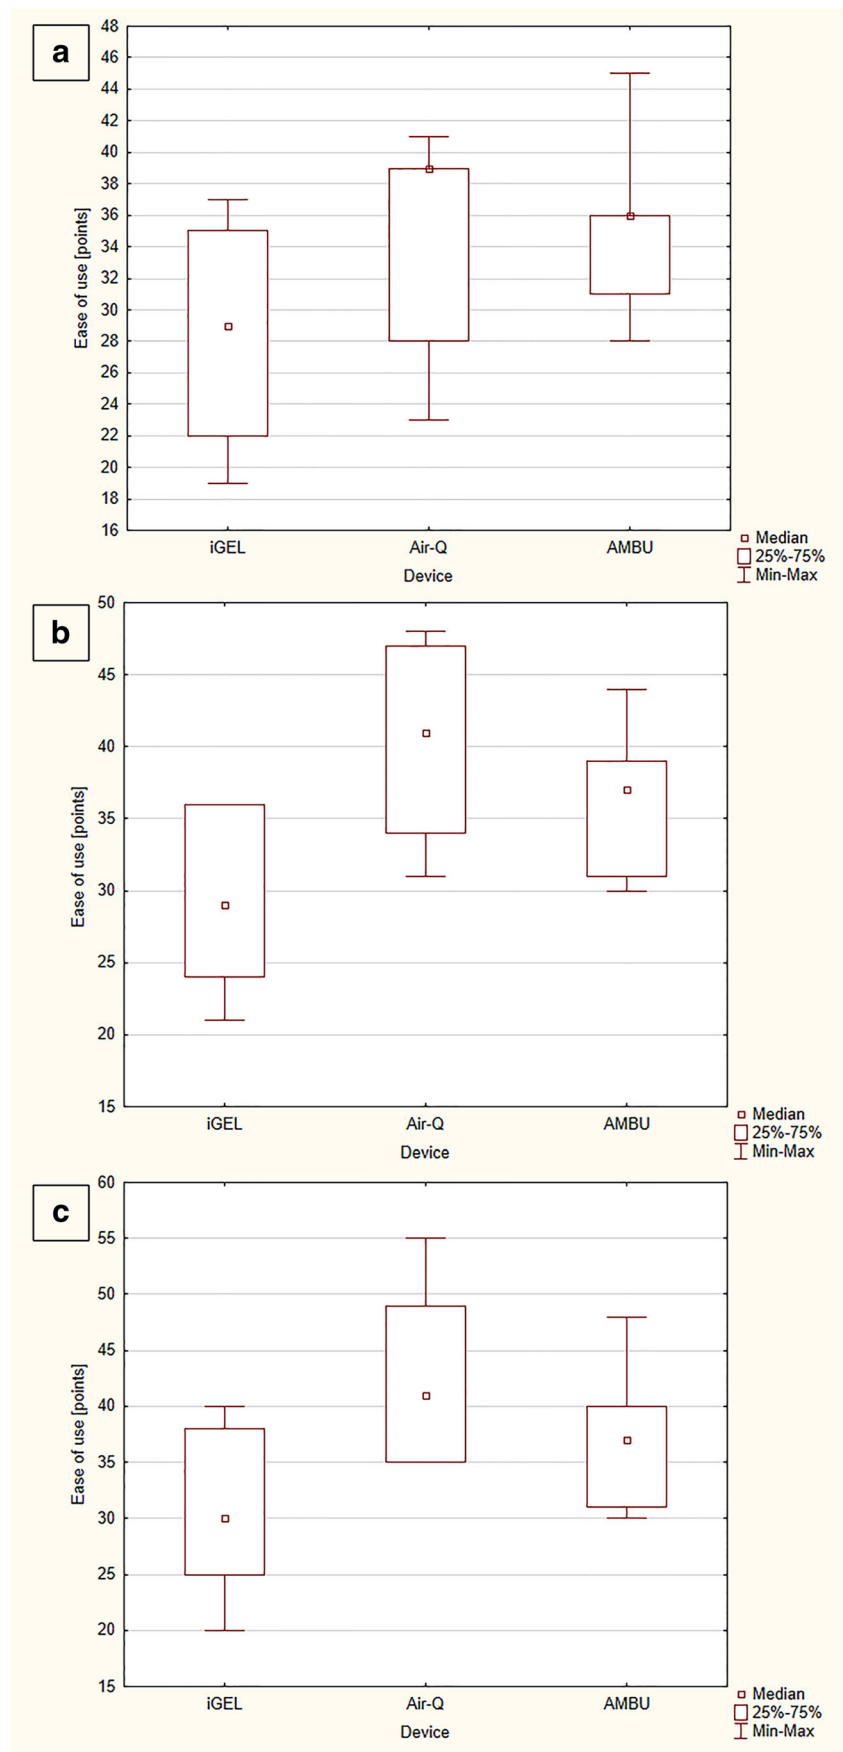 a
48
46
44
42
40
38
36
34
32
30
28
26
24
22
20
18
16
Ease of use [points]
iGEL Air-Q AMBU
Device
Median
25%-75%
Min-Max
b
50
45
40
35
30
25
20
15
Ease of use [points]
iGEL Air-Q AMBU
Device
Median
25%-75%
Min-Max
c
60
55
50
45
40
35
30
25
20
15
Ease of use [points]
iGEL Air-Q AMBU
Device
Median
25%-75%
Min-Max